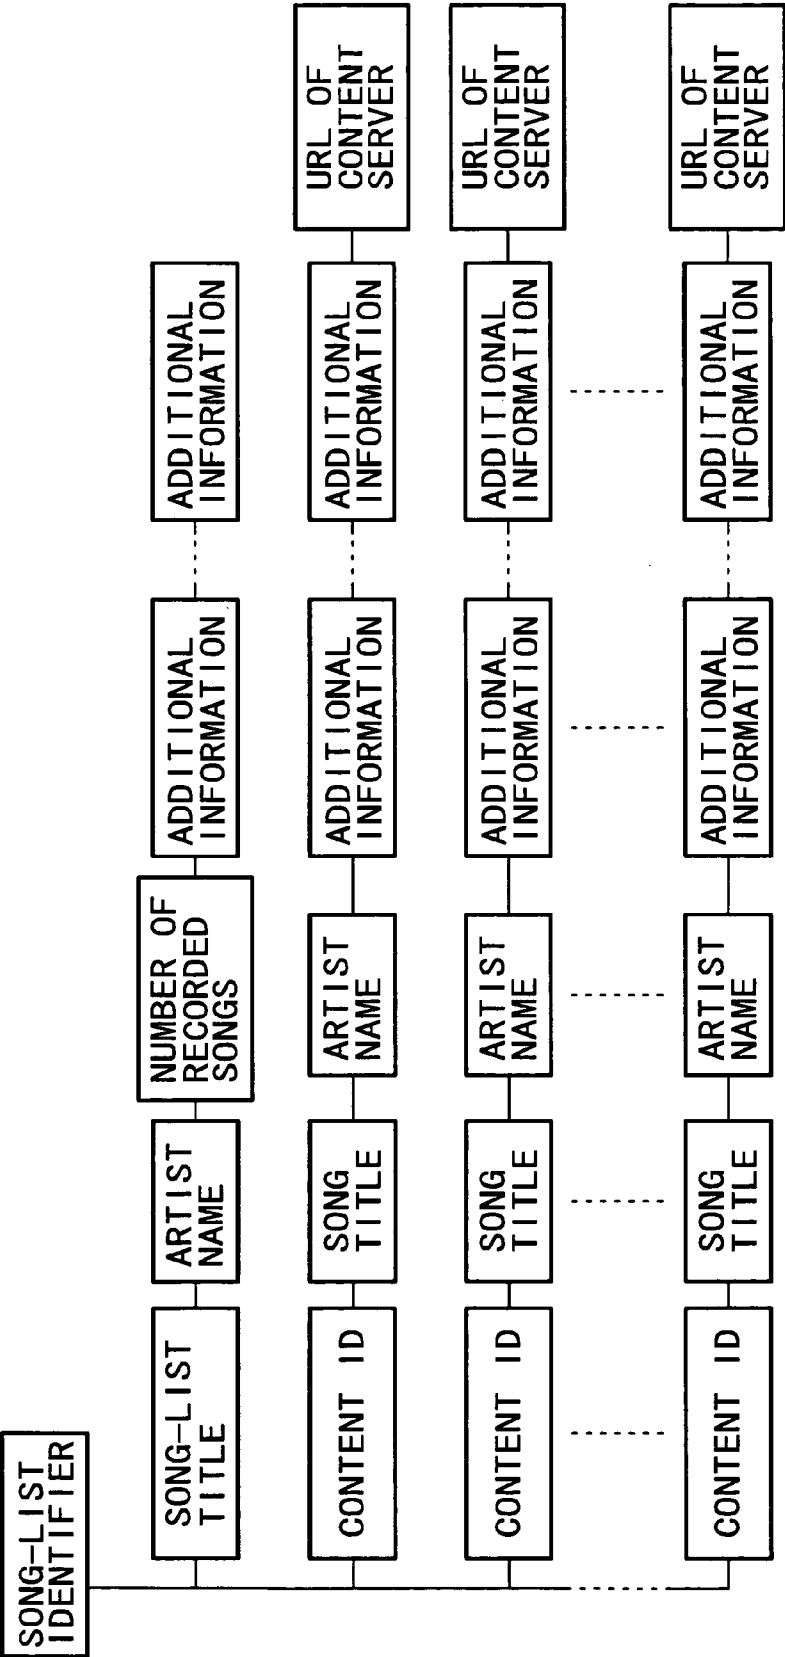 SONG-LIST
IDENTIFIER
SONG-LIST
TITLE
ARTIST
NAME
NUMBER OF
RECORDED
SONGS
ADDITIONAL
INFORMATION
ADDITIONAL
INFORMATION
CONTENT ID
SONG
TITLE
ARTIST
NAME
ADDITIONAL
INFORMATION
ADDITIONAL
INFORMATION
URL OF
CONTENT
SERVER
CONTENT ID
SONG
TITLE
ARTIST
NAME
ADDITIONAL
INFORMATION
ADDITIONAL
INFORMATION
URL OF
CONTENT
SERVER
CONTENT ID
SONG
TITLE
ARTIST
NAME
ADDITIONAL
INFORMATION
ADDITIONAL
INFORMATION
URL OF
CONTENT
SERVER